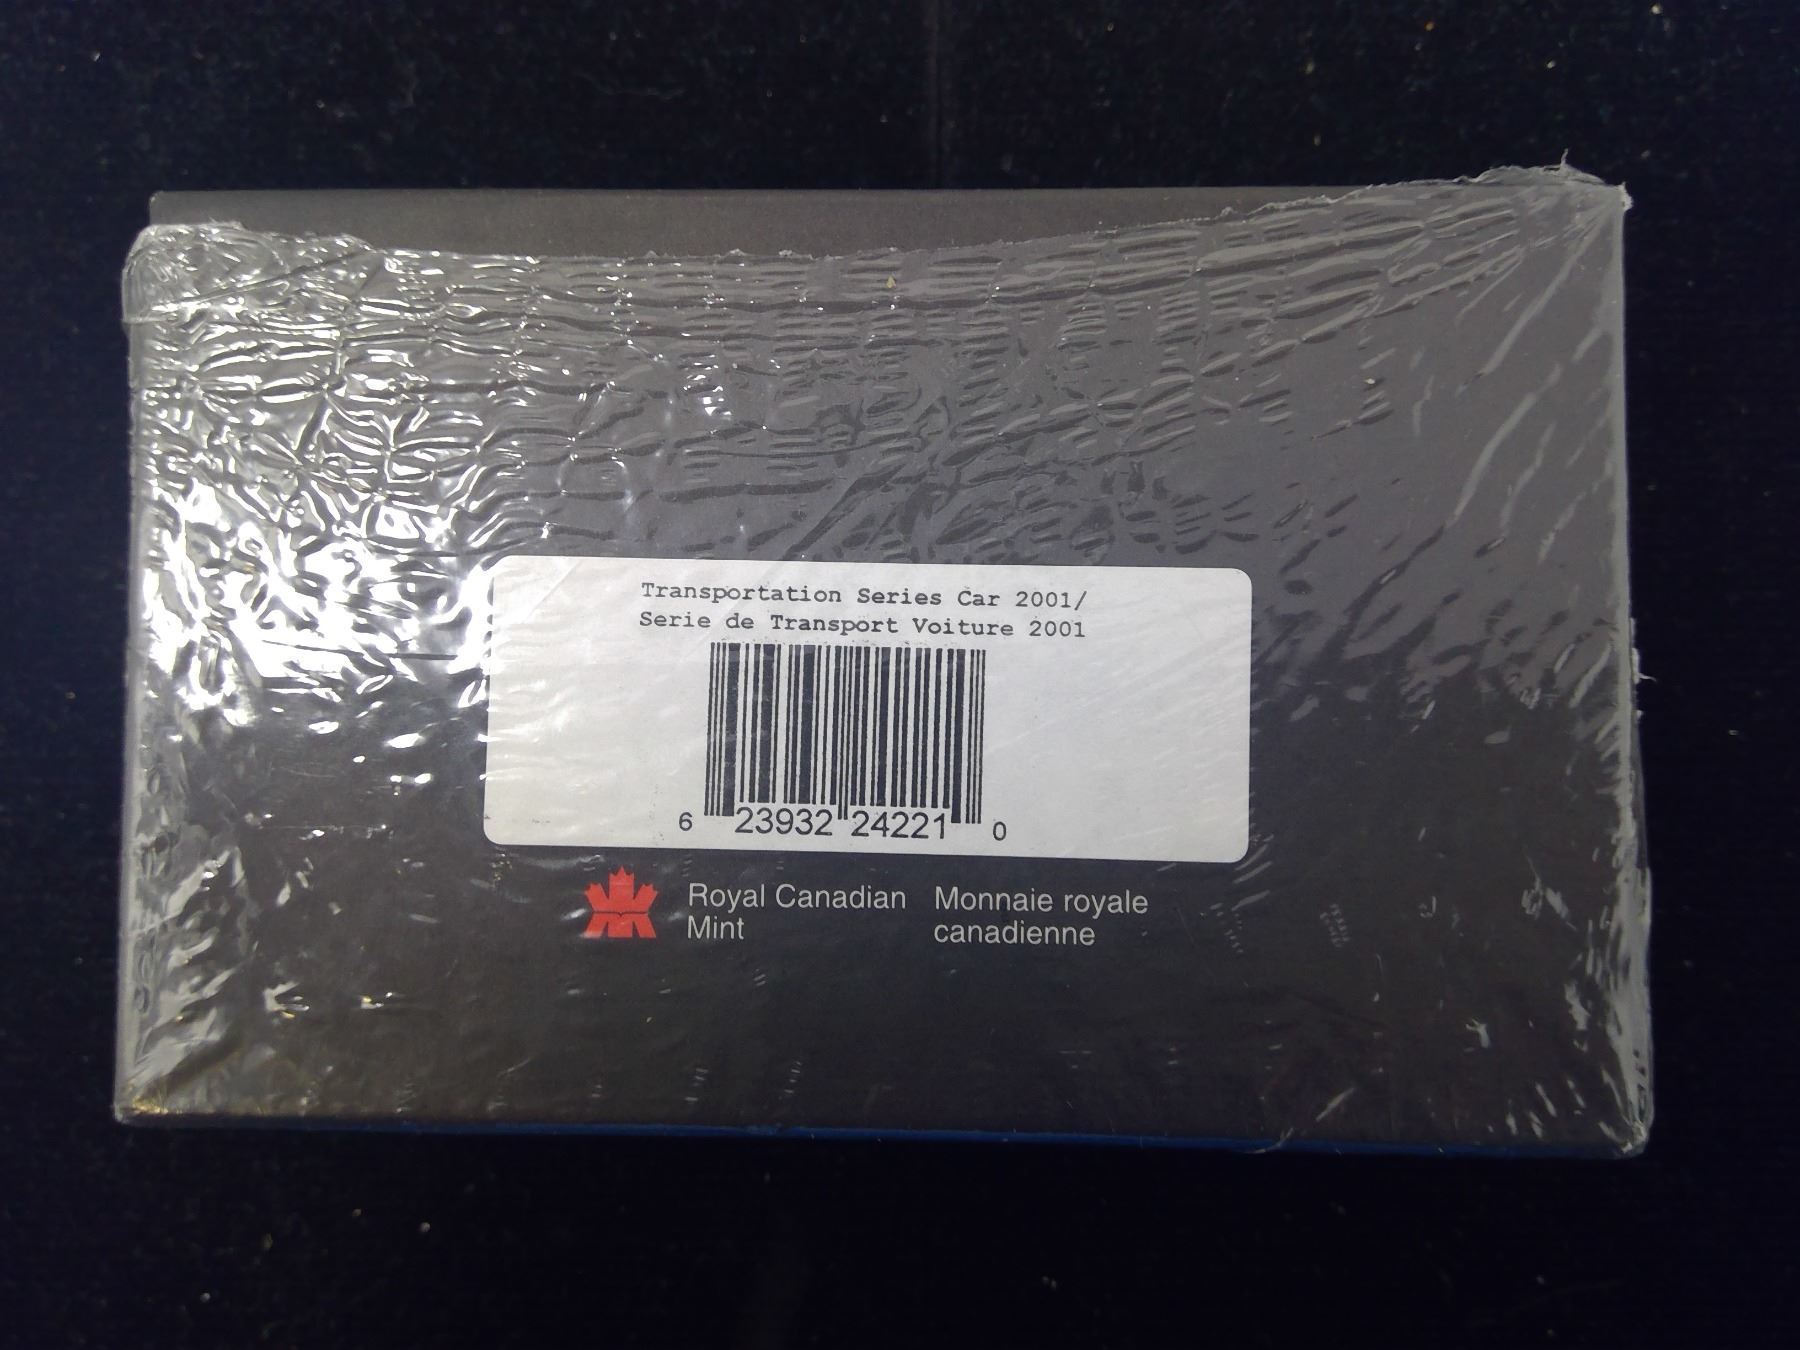 Transportation Series Car 2001/
Serie de Transport Voiture 2001
6 23932 24221 0
Royal Canadian Mint
Monnaie royale canadienne